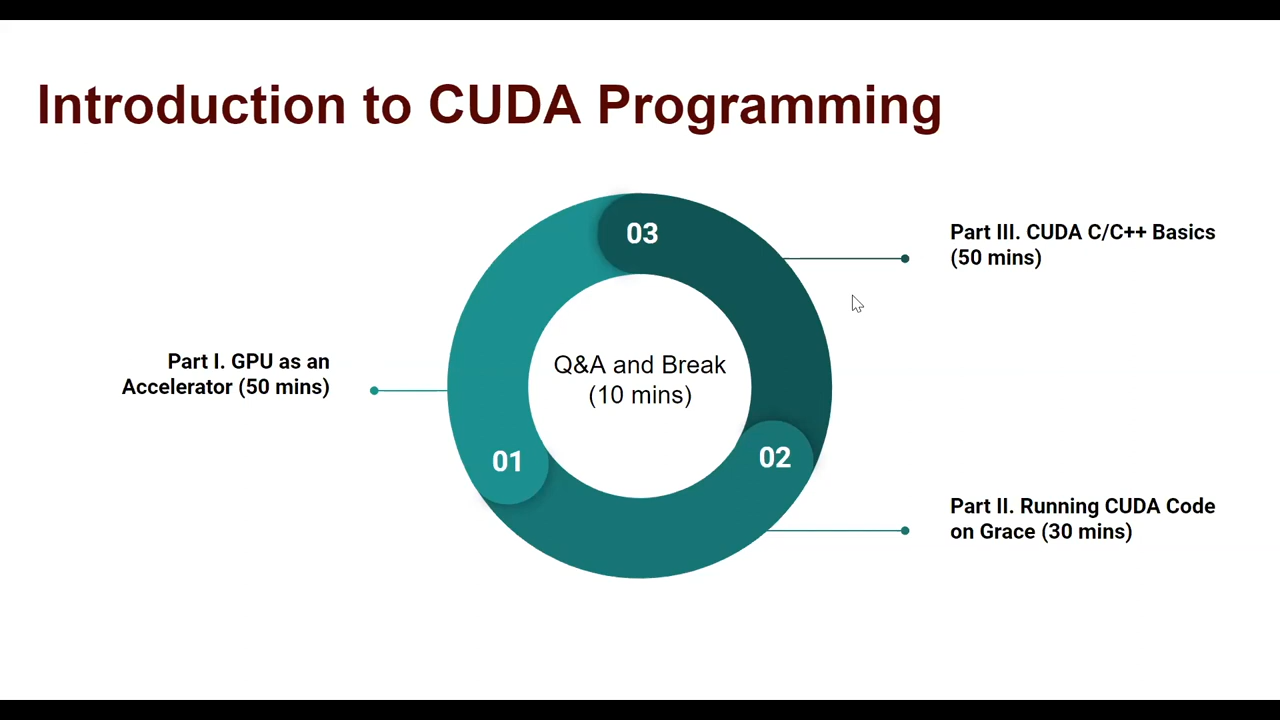 Introduction to CUDA Programming
03
Part III. CUDA C/C++ Basics
(50 mins)
Part I. GPU as an
Accelerator (50 mins)
Q&A and Break
(10 mins)
01
02
Part II. Running CUDA Code
on Grace (30 mins)